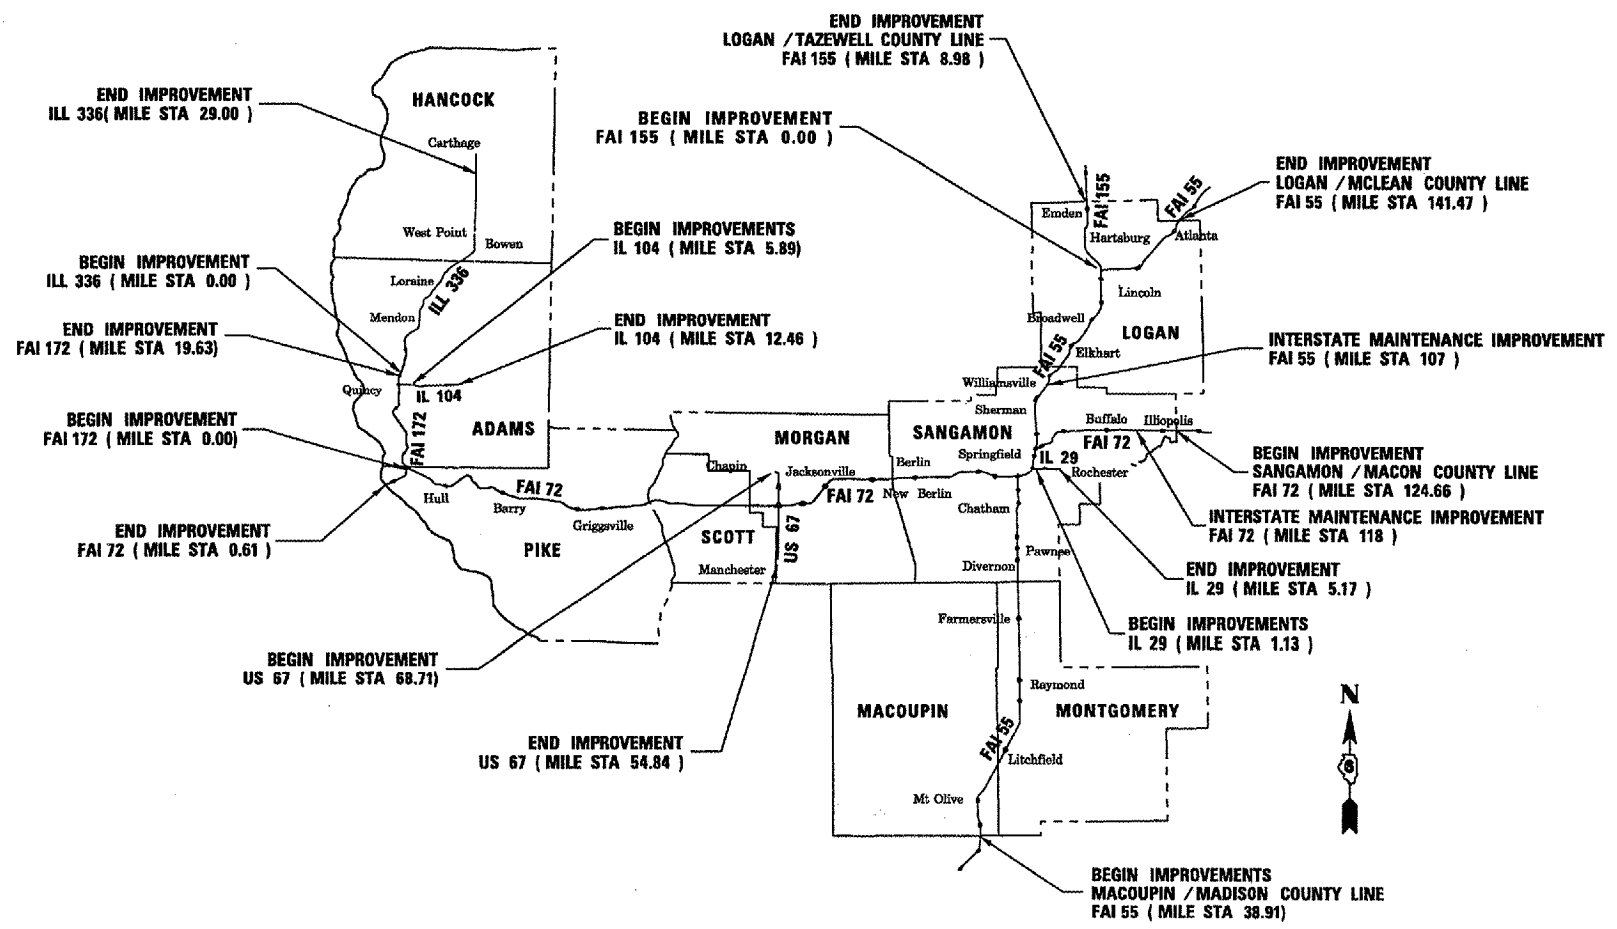 END IMPROVEMENT
LOGAN / TAZEWELL COUNTY LINE
FAI 155 ( MILE STA 8.98 )
END IMPROVEMENT
ILL 336( MILE STA 29.00 )
HANCOCK
Carthage
BEGIN IMPROVEMENT
FAI 155 ( MILE STA 0.00 )
END IMPROVEMENT
LOGAN / MCLEAN COUNTY LINE
FAI 55 ( MILE STA 141.47 )
FAI 155
FAI 55
Emden
Hartsburg
Atlanta
West Point
Bowen
BEGIN IMPROVEMENTS
IL 104 ( MILE STA 5.89)
BEGIN IMPROVEMENT
ILL 336 ( MILE STA 0.00 )
Loraine
ILL 336
Lincoln
Mendon
END IMPROVEMENT
FAI 172 ( MILE STA 19.63)
END IMPROVEMENT
IL 104 ( MILE STA 12.46 )
Broadwell
LOGAN
FAI 55
Elkhart
INTERSTATE MAINTENANCE IMPROVEMENT
FAI 55 ( MILE STA 107 )
Quincy
IL 104
Williamsville
Sherman
BEGIN IMPROVEMENT
FAI 172 ( MILE STA 0.00)
FAI 172
ADAMS
MORGAN
SANGAMON
Buffalo
Illiopolis
FAI 72
Springfield
IL 29
Rochester
BEGIN IMPROVEMENT
SANGAMON / MACON COUNTY LINE
FAI 72 ( MILE STA 124.66 )
Chapin
Jacksonville
Berlin
Hull
FAI 72
FAI 72
New Berlin
Barry
Griggsville
Chatham
INTERSTATE MAINTENANCE IMPROVEMENT
FAI 72 ( MILE STA 118 )
END IMPROVEMENT
FAI 72 ( MILE STA 0.61 )
PIKE
SCOTT
US 67
Pawnee
Manchester
Divernon
END IMPROVEMENT
IL 29 ( MILE STA 5.17 )
Farmersville
BEGIN IMPROVEMENTS
IL 29 ( MILE STA 1.13 )
BEGIN IMPROVEMENT
US 67 ( MILE STA 68.71)
Raymond
MACOUPIN
MONTGOMERY
N
END IMPROVEMENT
US 67 ( MILE STA 54.84 )
FAI 55
Litchfield
6
Mt Olive
BEGIN IMPROVEMENTS
MACOUPIN / MADISON COUNTY LINE
FAI 55 ( MILE STA 38.91)